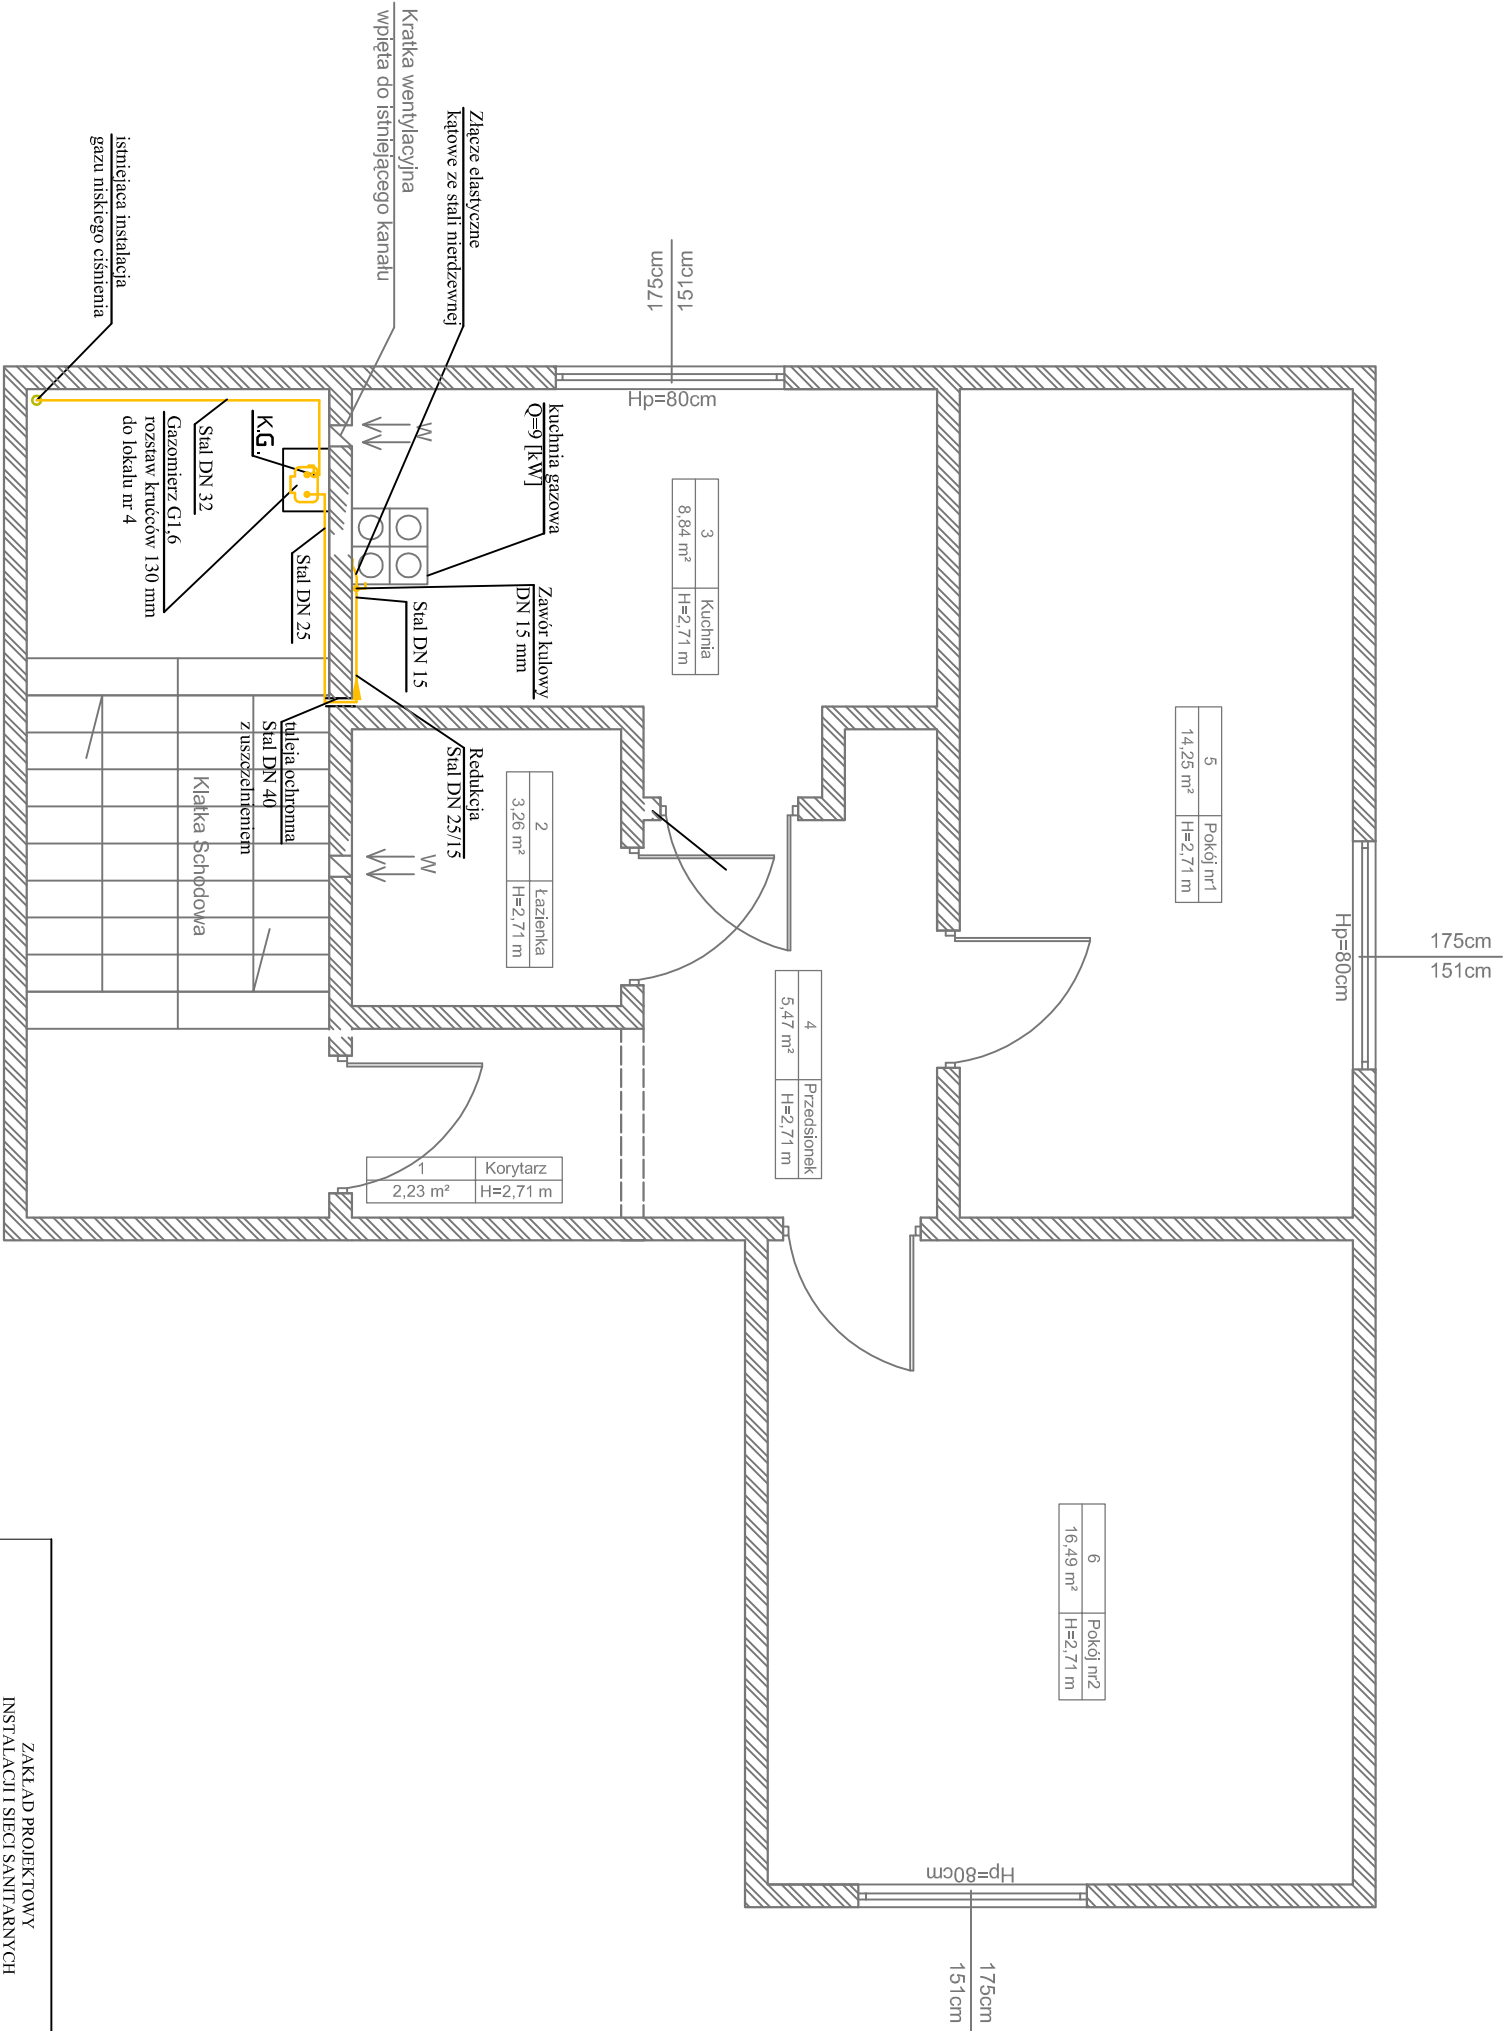 Kratka wentylacyjna
wpięta do istniejącego kanału
Złącze elastyczne
kątowe ze stali nierdzewnej
istniejaca instalacja
gazu niskiego ciśnienia
151cm
175cm
Hp=80cm
kuchnia gazowa
Q=9 [kW]
W
K.G.
Stal DN 32
Gazomierz G1,6
rozstaw króćców 130 mm
do lokalu nr 4
Stal DN 25
Zawór kulowy
DN 15 mm
Stal DN 15
3
Kuchnia
8,84 m²
H=2,71 m
tuleja ochronna
Stal DN 40
z uszczelnieniem
Redukcja
Stal DN 25/15
Klatka Schodowa
W
2
Łazienka
3,26 m²
H=2,71 m
5
Pokój nr1
14,25 m²
H=2,71 m
Hp=80cm
175cm
151cm
4
Przedsionek
5,47 m²
H=2,71 m
1
Korytarz
2,23 m²
H=2,71 m
6
Pokój nr2
16,49 m²
H=2,71 m
Hp=80cm
175cm
151cm
ZAKŁAD PROJEKTOWY
INSTALACJI I SIECI SANITARNYCH